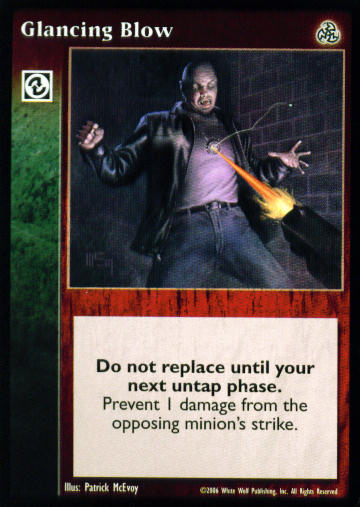 Glancing Blow
Do not replace until your
next untap phase.
Prevent 1 damage from the
opposing minion's strike.
Illus: Patrick McEvoy
©2006 White Wolf Publishing, Inc. All Rights Reserved